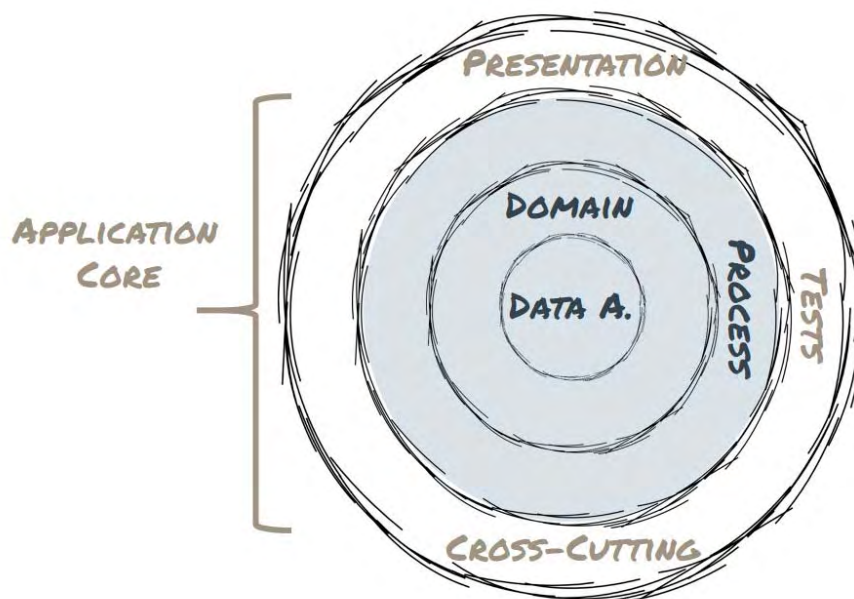 PRESENTATION
APPLICATION
CORE
DOMAIN
DATA A.
PROCESS
TESTS
CROSS-CUTTING